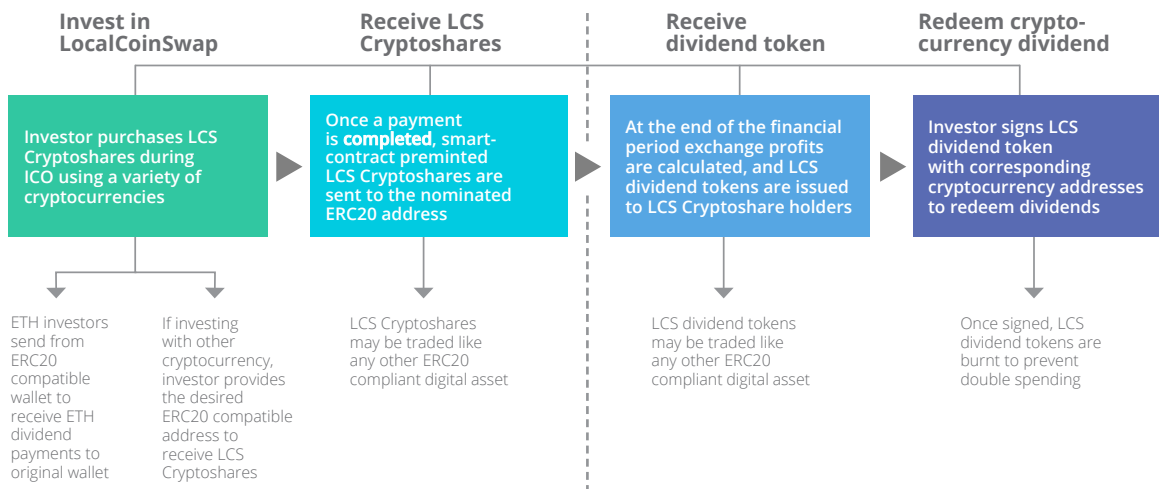 Invest in
LocalCoinSwap
Receive LCS
Cryptoshares
Receive
dividend token
Redeem crypto-
currency dividend
Investor purchases LCS
Cryptoshares during
ICO using a variety of
cryptocurrencies
Once a payment
is completed, smart-
contract preminted
LCS Cryptoshares are
sent to the nominated
ERC20 address
At the end of the financial
period exchange profits
are calculated, and LCS
dividend tokens are issued
to LCS Cryptoshare holders
Investor signs LCS
dividend token
with corresponding
cryptocurrency addresses
to redeem dividends
ETH investors
send from
ERC20
compatible
wallet to
receive ETH
dividend
payments to
original wallet
If investing
with other
cryptocurrency,
investor provides
the desired
ERC20 compatible
address to
receive LCS
Cryptoshares
LCS Cryptoshares
may be traded like
any other ERC20
compliant digital asset
LCS dividend tokens
may be traded like
any other ERC20
compliant digital asset
Once signed, LCS
dividend tokens are
burnt to prevent
double spending